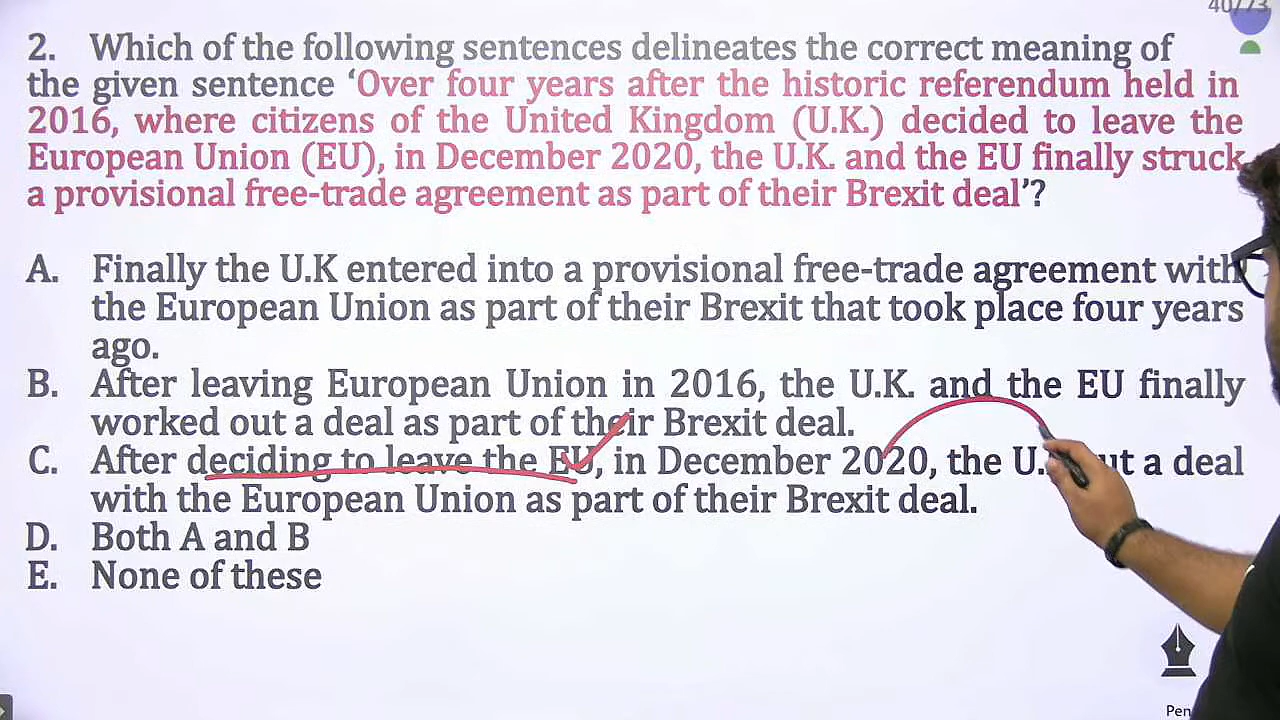 40/73
2. Which of the following sentences delineates the correct meaning of
the given sentence ‘Over four years after the historic referendum held in
2016, where citizens of the United Kingdom (U.K.) decided to leave the
European Union (EU), in December 2020, the U.K. and the EU finally struck
a provisional free-trade agreement as part of their Brexit deal’?
A. Finally the U.K entered into a provisional free-trade agreement with
the European Union as part of their Brexit that took place four years
ago.
B. After leaving European Union in 2016, the U.K. and the EU finally
worked out a deal as part of their Brexit deal.
C. After deciding to leave the EU, in December 2020, the a deal
with the European Union as part of their Brexit deal.
D. Both A and B
E. None of these
Pen